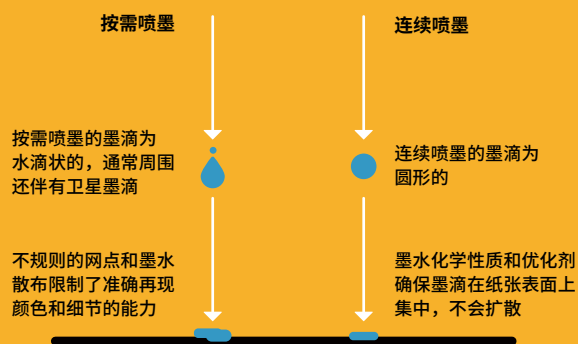 按需喷墨
连续喷墨
按需喷墨的墨滴为
水滴状的，通常周围
还伴有卫星墨滴
连续喷墨的墨滴为
圆形的
不规则的网点和墨水
散布限制了准确再现
颜色和细节的能力
墨水化学性质和优化剂
确保墨滴在纸张表面上
集中，不会扩散